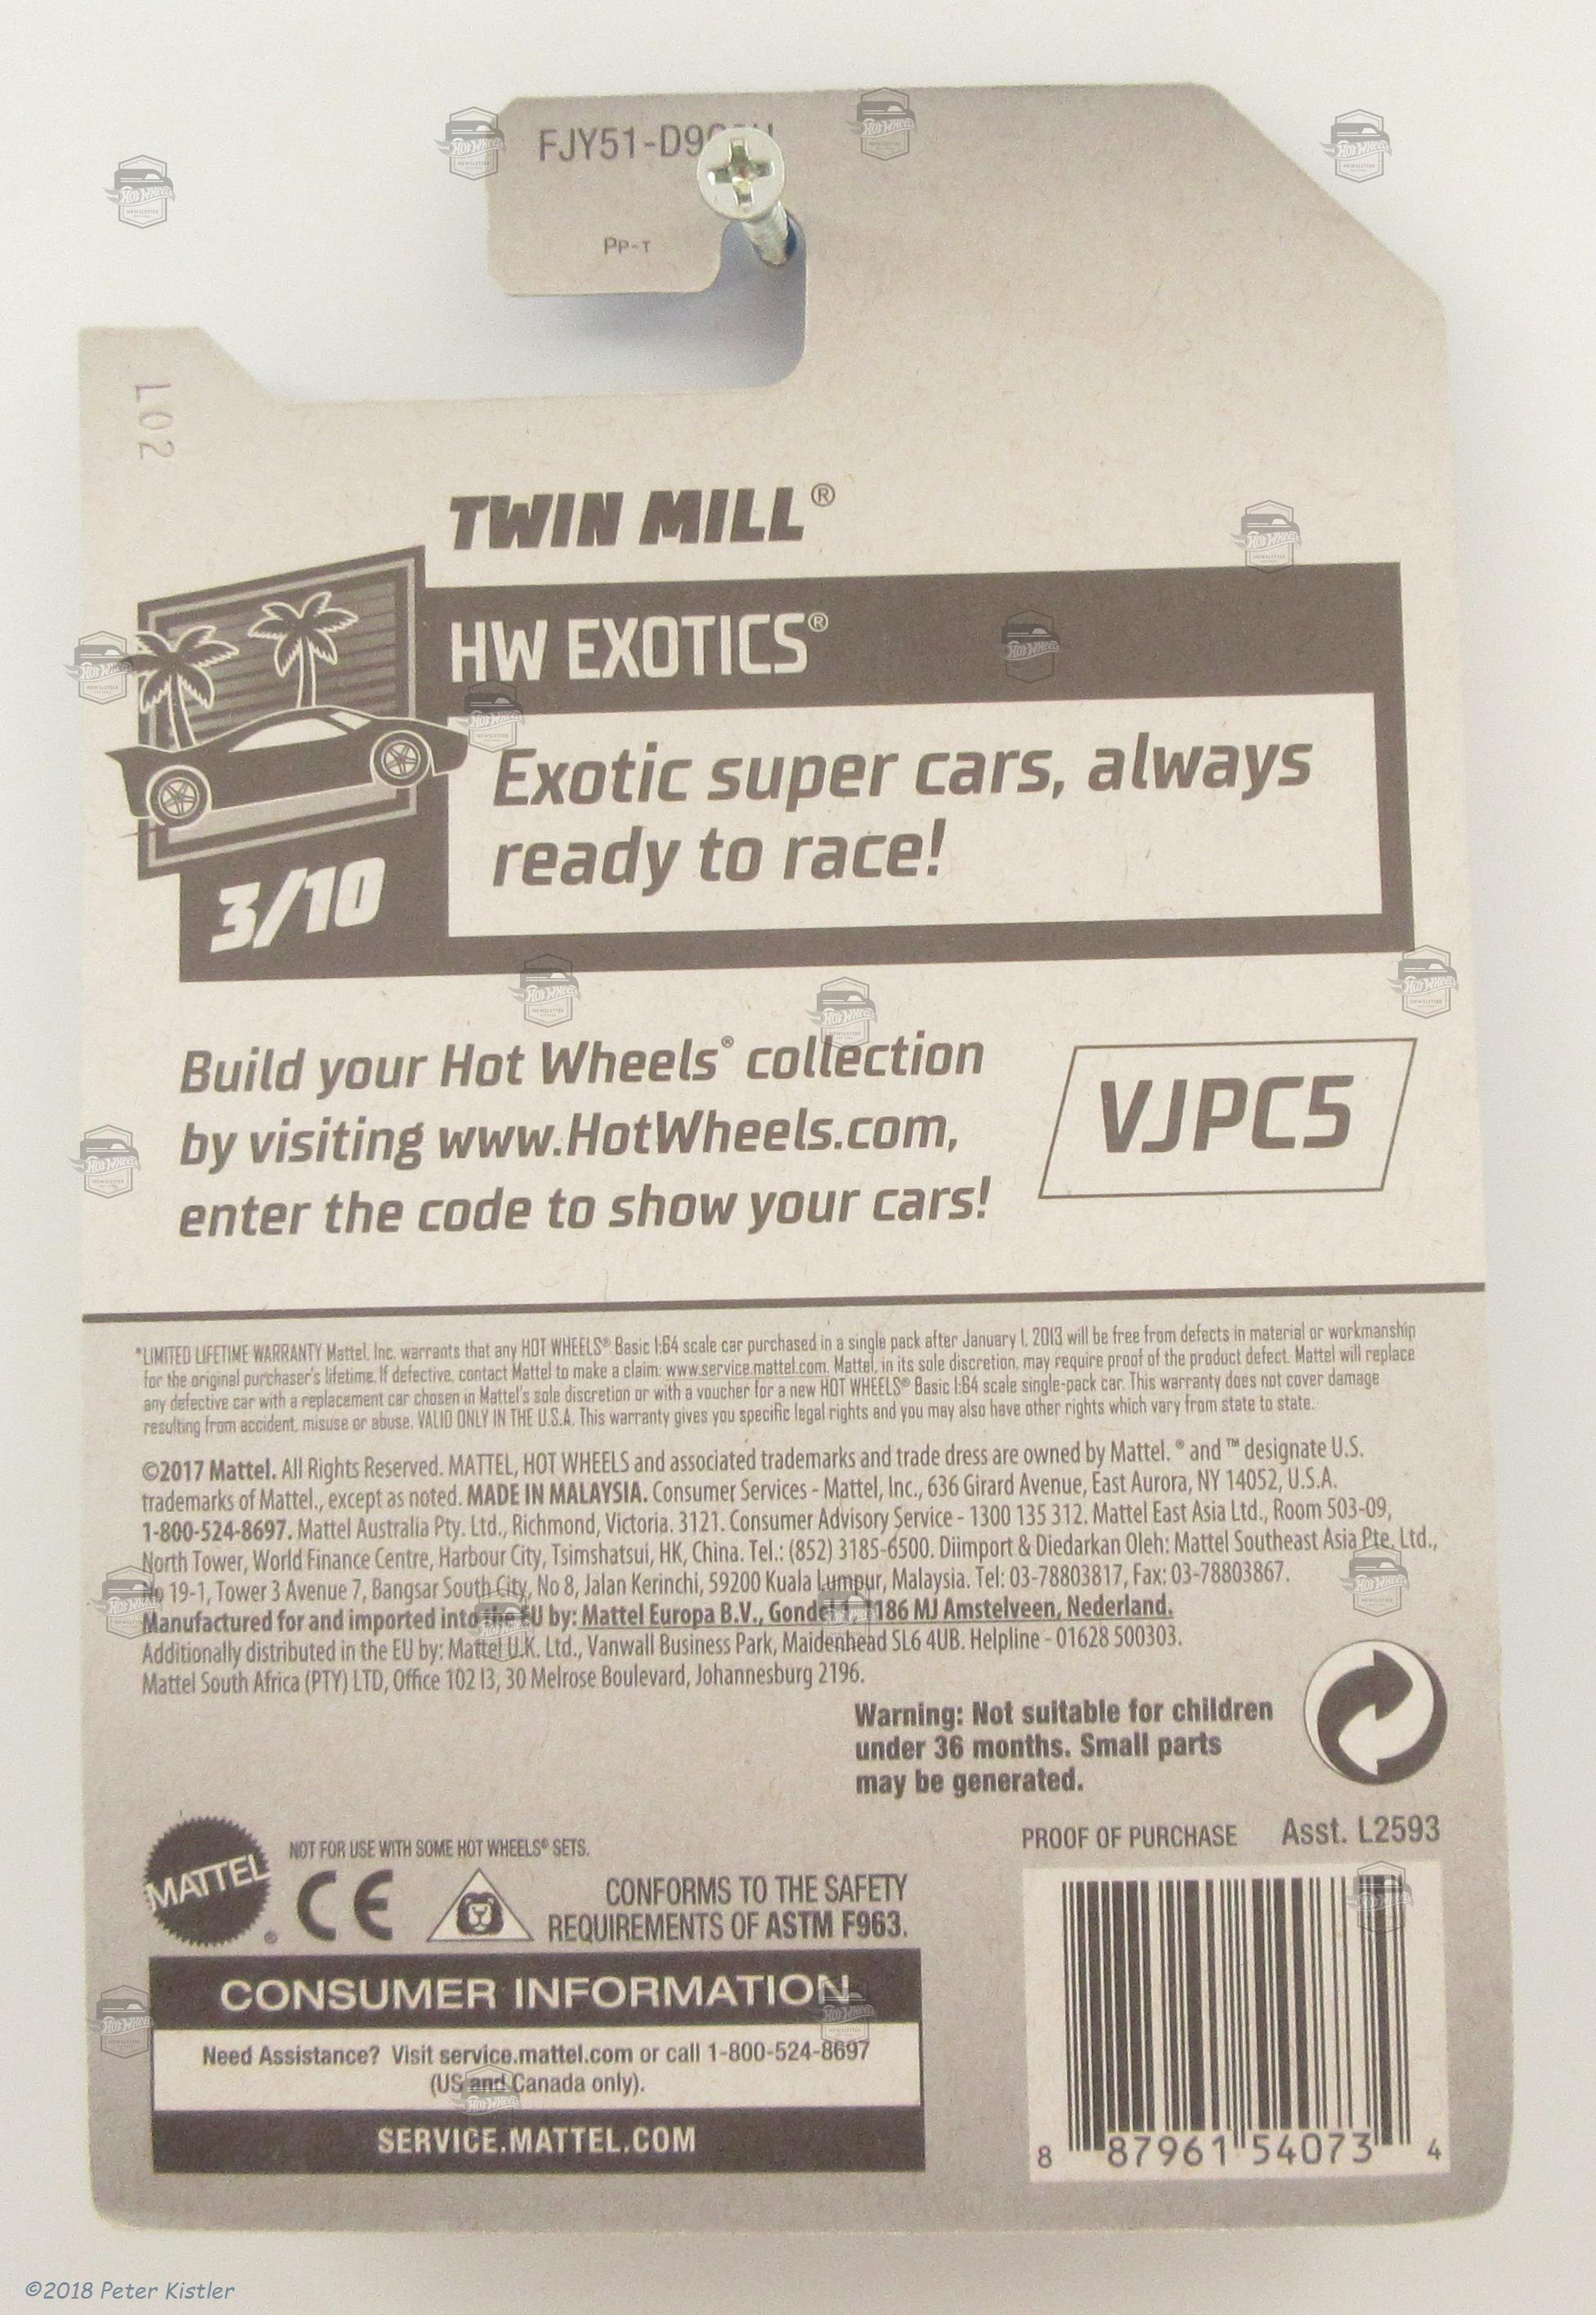 FJY51-D9
PP-T
L02
TWIN MILL®
HW EXOTICS®
Exotic super cars, always
ready to race!
3/10
Build your Hot Wheels® collection
by visiting www.HotWheels.com,
enter the code to show your cars!
VJPC5
*LIMITED LIFETIME WARRANTY Mattel, Inc. warrants that any HOT WHEELS® Basic 1:64 scale car purchased in a single pack after January 1, 2013 will be free from defects in material or workmanship
for the original purchaser's lifetime. If defective, contact Mattel to make a claim: www.service.mattel.com. Mattel, in its sole discretion, may require proof of the product defect. Mattel will replace
any defective car with a replacement car chosen in Mattel's sole discretion or with a voucher for a new HOT WHEELS® Basic 1:64 scale single-pack car. This warranty does not cover damage
resulting from accident, misuse or abuse. VALID ONLY IN THE U.S.A. This warranty gives you specific legal rights and you may also have other rights which vary from state to state.
©2017 Mattel. All Rights Reserved. MATTEL, HOT WHEELS and associated trademarks and trade dress are owned by Mattel. ® and ™ designate U.S.
trademarks of Mattel., except as noted. MADE IN MALAYSIA. Consumer Services - Mattel, Inc., 636 Girard Avenue, East Aurora, NY 14052, U.S.A.
1-800-524-8697. Mattel Australia Pty. Ltd., Richmond, Victoria. 3121. Consumer Advisory Service - 1300 135 312. Mattel East Asia Ltd., Room 503-09,
North Tower, World Finance Centre, Harbour City, Tsimshatsui, HK, China. Tel.: (852) 3185-6500. Diimport & Diedarkan Oleh: Mattel Southeast Asia Pte. Ltd.,
No 19-1, Tower 3 Avenue 7, Bangsar South City, No 8, Jalan Kerinchi, 59200 Kuala Lumpur, Malaysia. Tel: 03-78803817, Fax: 03-78803867.
Manufactured for and imported into the EU by: Mattel Europa B.V., Gondel 1, 1186 MJ Amstelveen, Nederland.
Additionally distributed in the EU by: Mattel U.K. Ltd., Vanwall Business Park, Maidenhead SL6 4UB. Helpline - 01628 500303.
Mattel South Africa (PTY) LTD, Office 102 I3, 30 Melrose Boulevard, Johannesburg 2196.
Warning: Not suitable for children
under 36 months. Small parts
may be generated.
PROOF OF PURCHASE Asst. L2593
NOT FOR USE WITH SOME HOT WHEELS® SETS.
MATTEL®
CE
CONFORMS TO THE SAFETY
REQUIREMENTS OF ASTM F963.
CONSUMER INFORMATION
Need Assistance? Visit service.mattel.com or call 1-800-524-8697
(US and Canada only).
SERVICE.MATTEL.COM
8 87961 54073 4
©2018 Peter Kistler